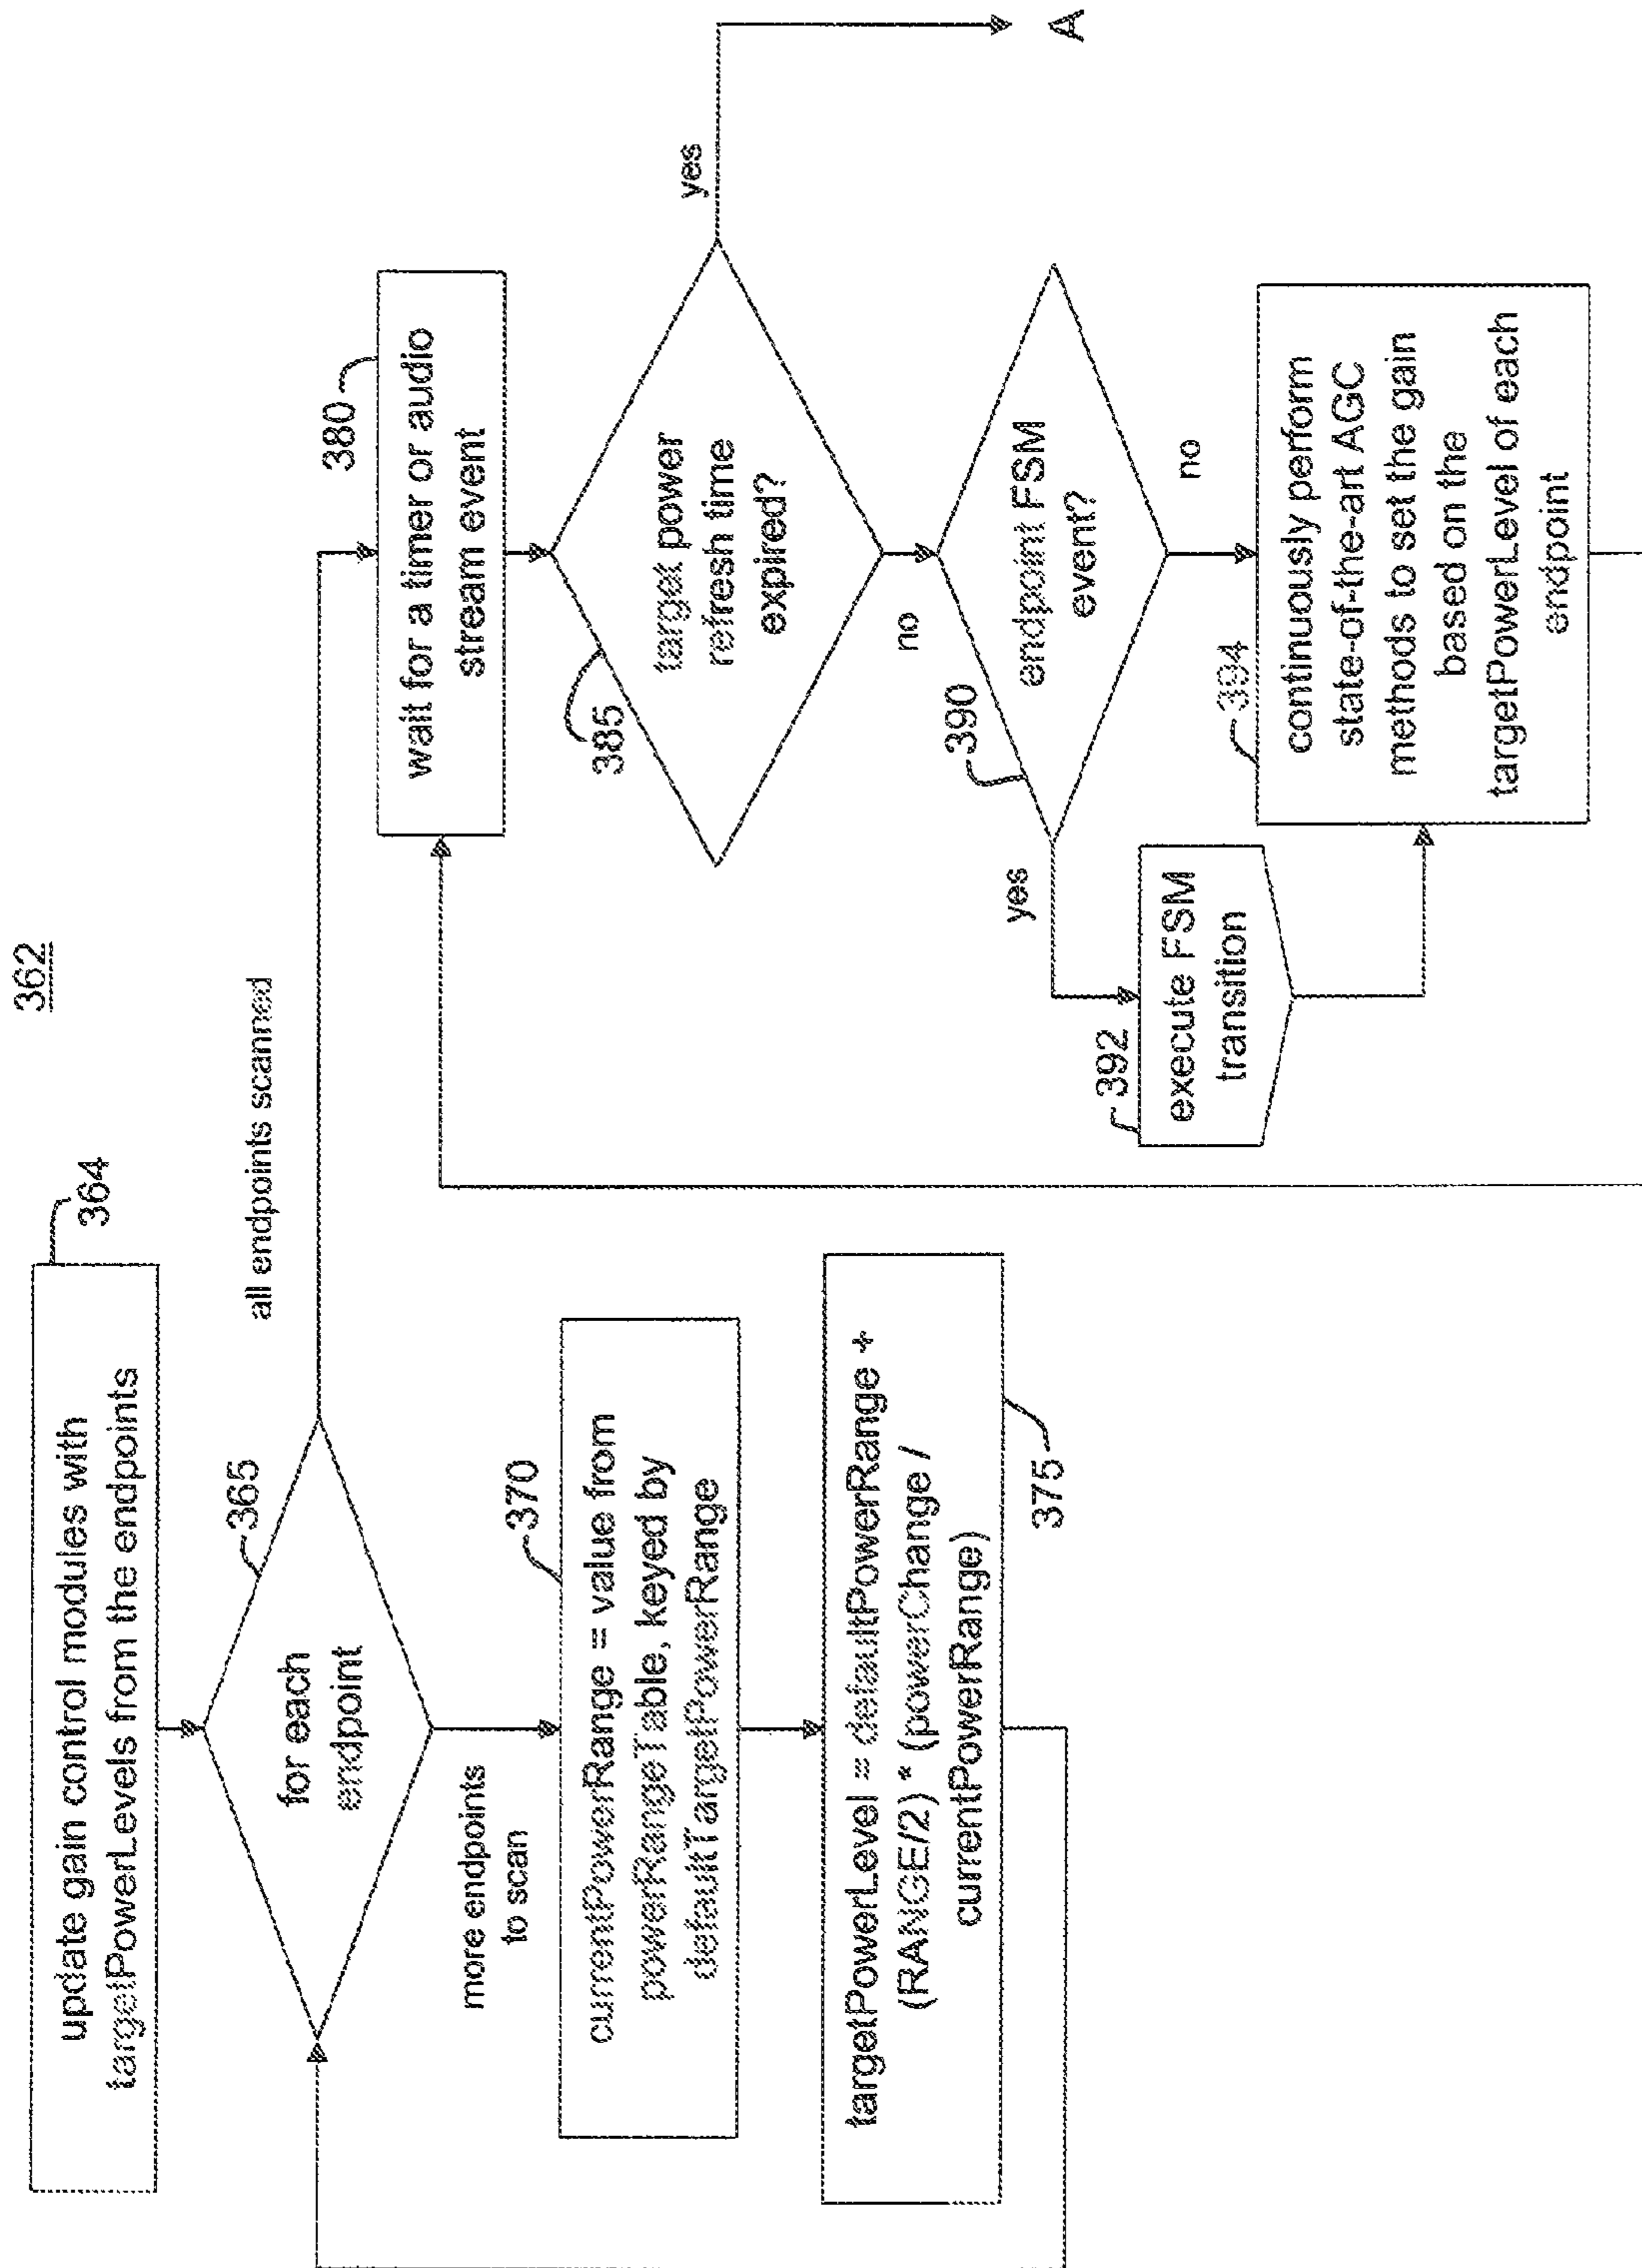 362
update gain control modules with
targetPowerLevels from the endpoints
364
for each
endpoint
365
all endpoints scanned
more endpoints
to scan
currentPowerRange = value from
powerRangeTable, keyed by
defaultTargetPowerRange
370
targetPowerLevel = defaultPowerRange +
(RANGE/2) * (powerChange /
currentPowerRange)
375
wait for a timer or audio
stream event
380
target power
refresh time
expired?
385
yes
A
no
endpoint FSM
event?
390
yes
no
execute FSM
transition
392
continuously perform
state-of-the-art AGC
methods to set the gain
based on the
targetPowerLevel of each
endpoint
394